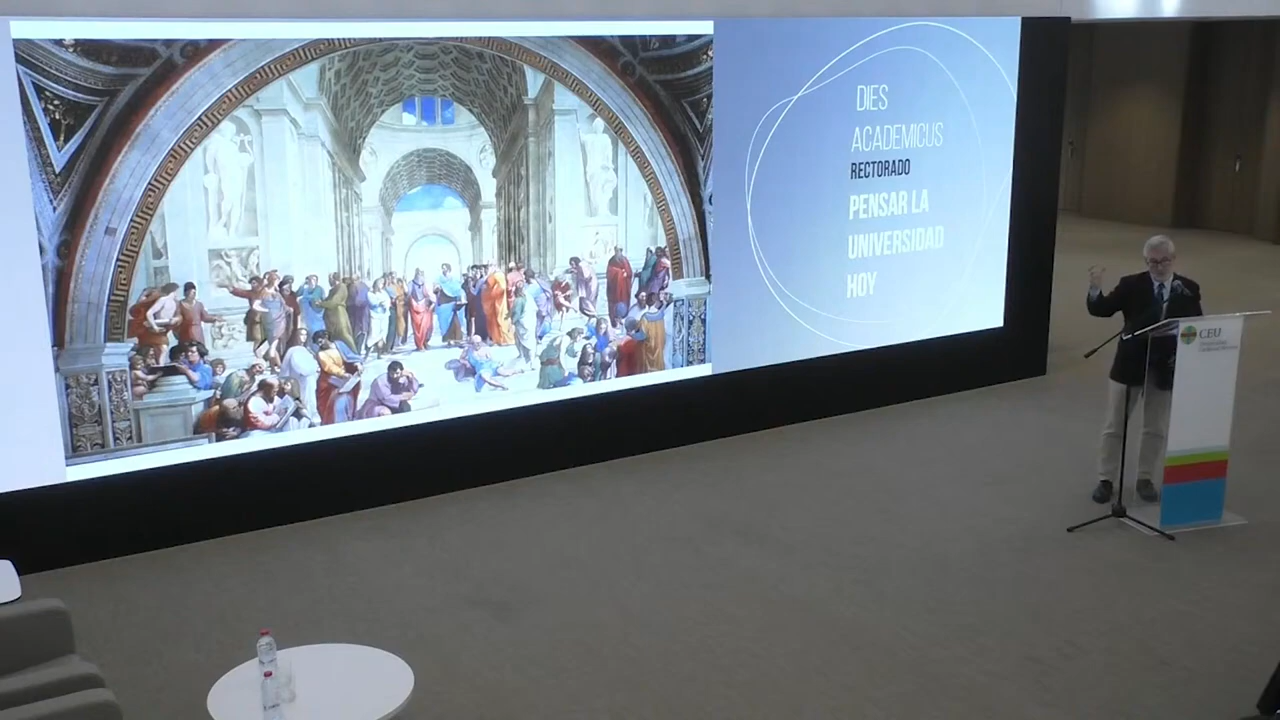 DIES
ACADEMICUS
RECTORADO
PENSAR LA
UNIVERSIDAD
HOY
CEU